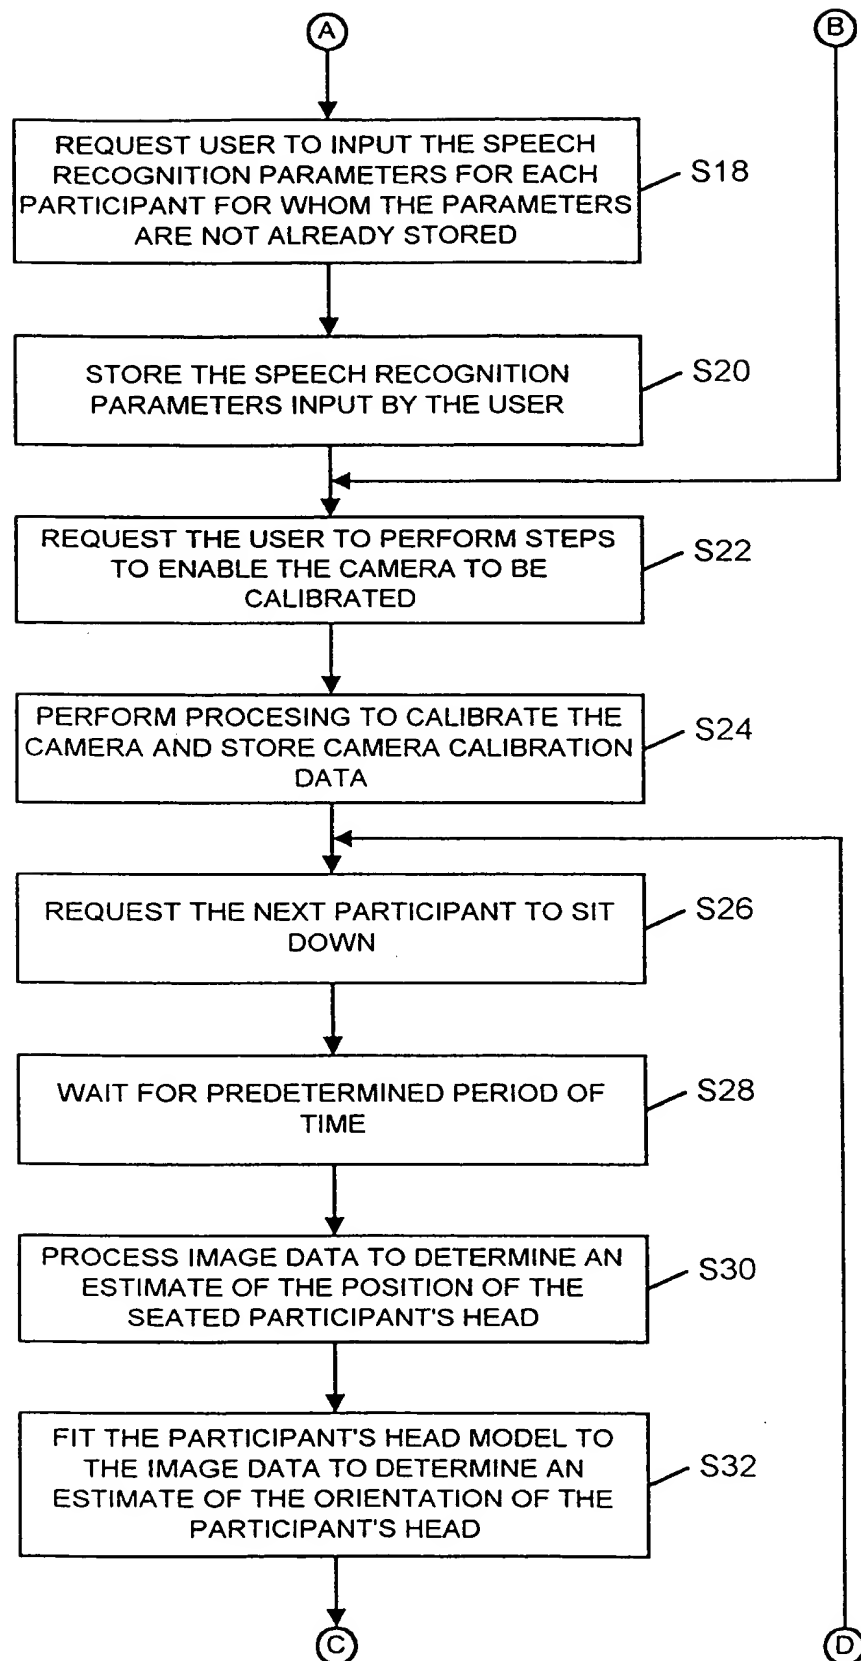 A
B
REQUEST USER TO INPUT THE SPEECH
RECOGNITION PARAMETERS FOR EACH
PARTICIPANT FOR WHOM THE PARAMETERS
ARE NOT ALREADY STORED
S18
STORE THE SPEECH RECOGNITION
PARAMETERS INPUT BY THE USER
S20
REQUEST THE USER TO PERFORM STEPS
TO ENABLE THE CAMERA TO BE
CALIBRATED
S22
PERFORM PROCESING TO CALIBRATE THE
CAMERA AND STORE CAMERA CALIBRATION
DATA
S24
REQUEST THE NEXT PARTICIPANT TO SIT
DOWN
S26
WAIT FOR PREDETERMINED PERIOD OF
TIME
S28
PROCESS IMAGE DATA TO DETERMINE AN
ESTIMATE OF THE POSITION OF THE
SEATED PARTICIPANT'S HEAD
S30
FIT THE PARTICIPANT'S HEAD MODEL TO
THE IMAGE DATA TO DETERMINE AN
ESTIMATE OF THE ORIENTATION OF THE
PARTICIPANT'S HEAD
S32
C
D